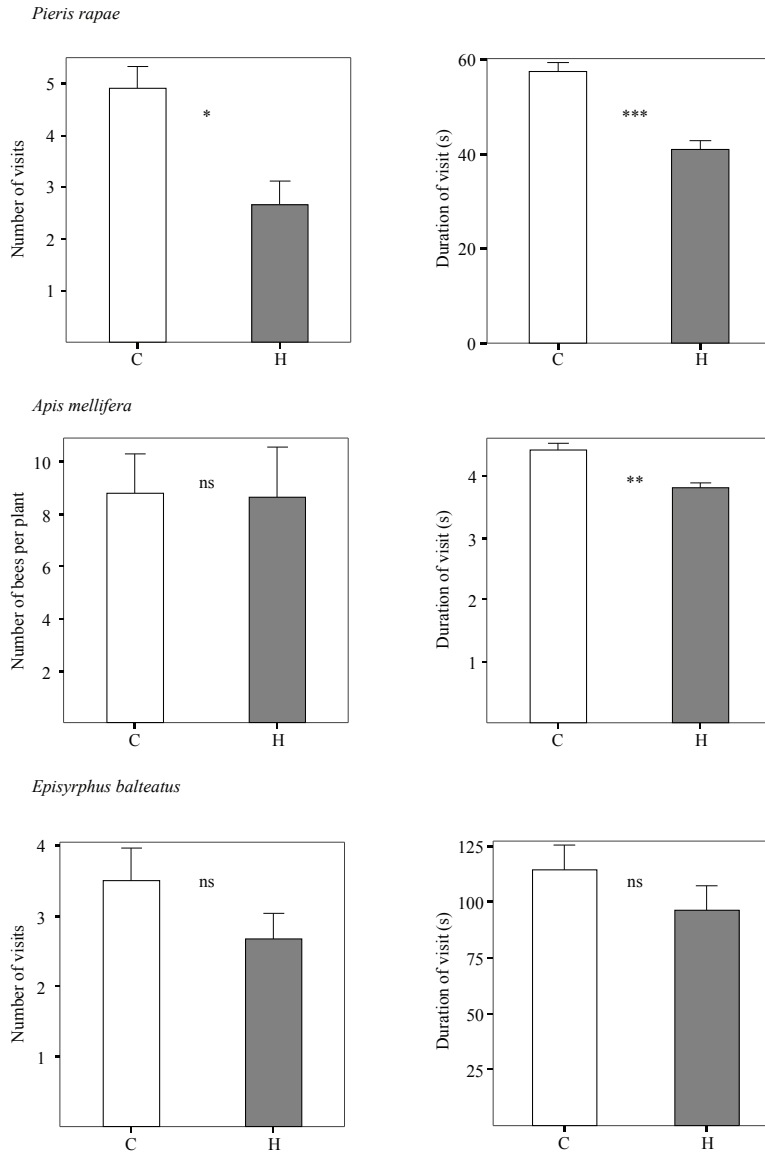 Pieris rapae
Number of visits
5
4
3
2
1
*
C H
Duration of visit (s)
60
40
20
0
***
C H
Apis mellifera
Number of bees per plant
10
8
6
4
2
ns
C H
Duration of visit (s)
4
3
2
1
**
C H
Episyrphus balteatus
Number of visits
4
3
2
1
ns
C H
Duration of visit (s)
125
100
75
50
25
ns
C H